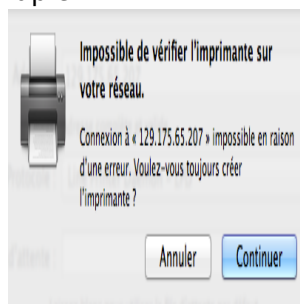 Impossible de vérifier l'imprimante sur
votre réseau.
Connexion à « 129.175.65.207 » impossible en raison
d'une erreur. Voulez-vous toujours créer
l'imprimante ?
Annuler
Continuer